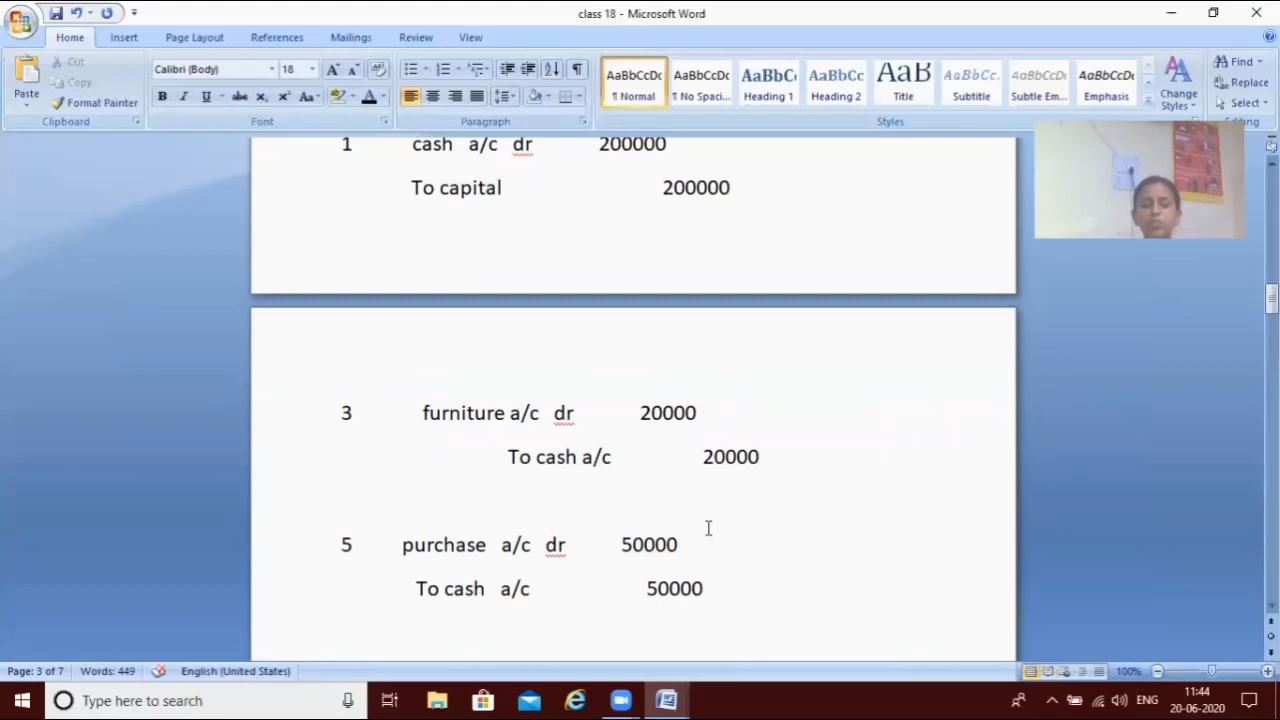 class 18 - Microsoft Word
Home Insert Page Layout References Mailings Review View
Cut
Copy
Paste
Format Painter
Clipboard
Calibri (Body) 18
Font
Paragraph
AaBbCcDc AaBbCcDc AaBbC AaBbCc AaB AaBbCc. AaBbCcDc AaBbCcDc
¶ Normal ¶ No Spaci... Heading 1 Heading 2 Title Subtitle Subtle Em... Emphasis
Change
Styles
Styles
Find
Replace
Select
Editing
1 cash a/c dr 200000
To capital 200000
3 furniture a/c dr 20000
To cash a/c 20000
5 purchase a/c dr 50000
To cash a/c 50000
Page: 3 of 7 Words: 449 English (United States) 100%
Type here to search
ENG
11:44
20-06-2020